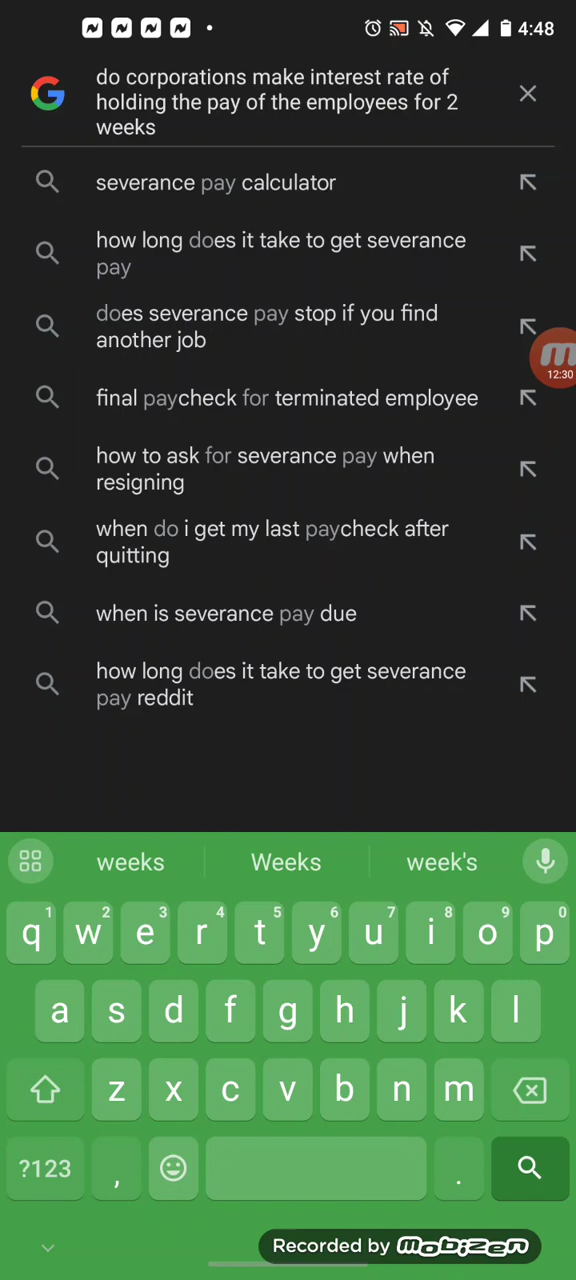 4:48
do corporations make interest rate of
holding the pay of the employees for 2
weeks
severance pay calculator
how long does it take to get severance
pay
does severance pay stop if you find
another job
12:30
final paycheck for terminated employee
how to ask for severance pay when
resigning
when do i get my last paycheck after
quitting
when is severance pay due
how long does it take to get severance
pay reddit
weeks Weeks week's
q1 w2 e3 r4 t5 y6 u7 i8 o9 p0
a s d f g h j k l
z x c v b n m
?123 , .
Recorded by mobizen